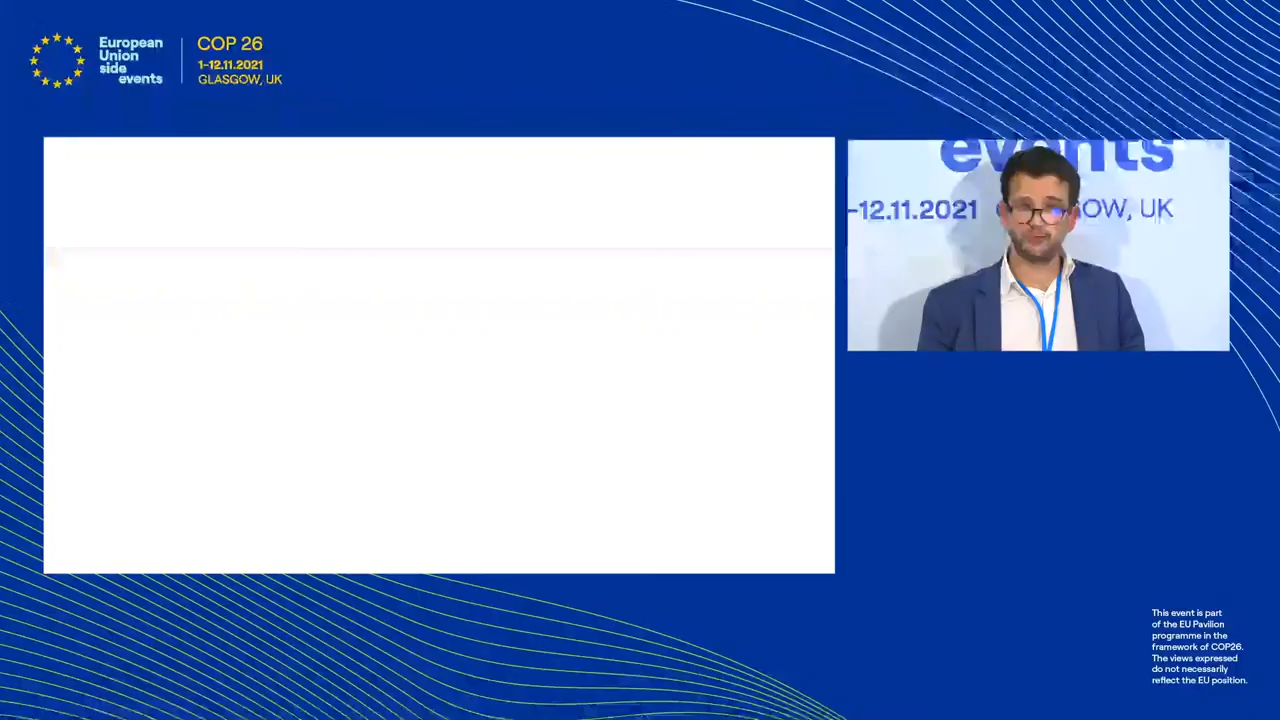 European
Union
side
events
COP 26
1-12.11.2021
GLASGOW, UK
events
-12.11.2021
OW, UK
This event is part
of the EU Pavilion
programme in the
framework of COP26.
The views expressed
do not necessarily
reflect the EU position.